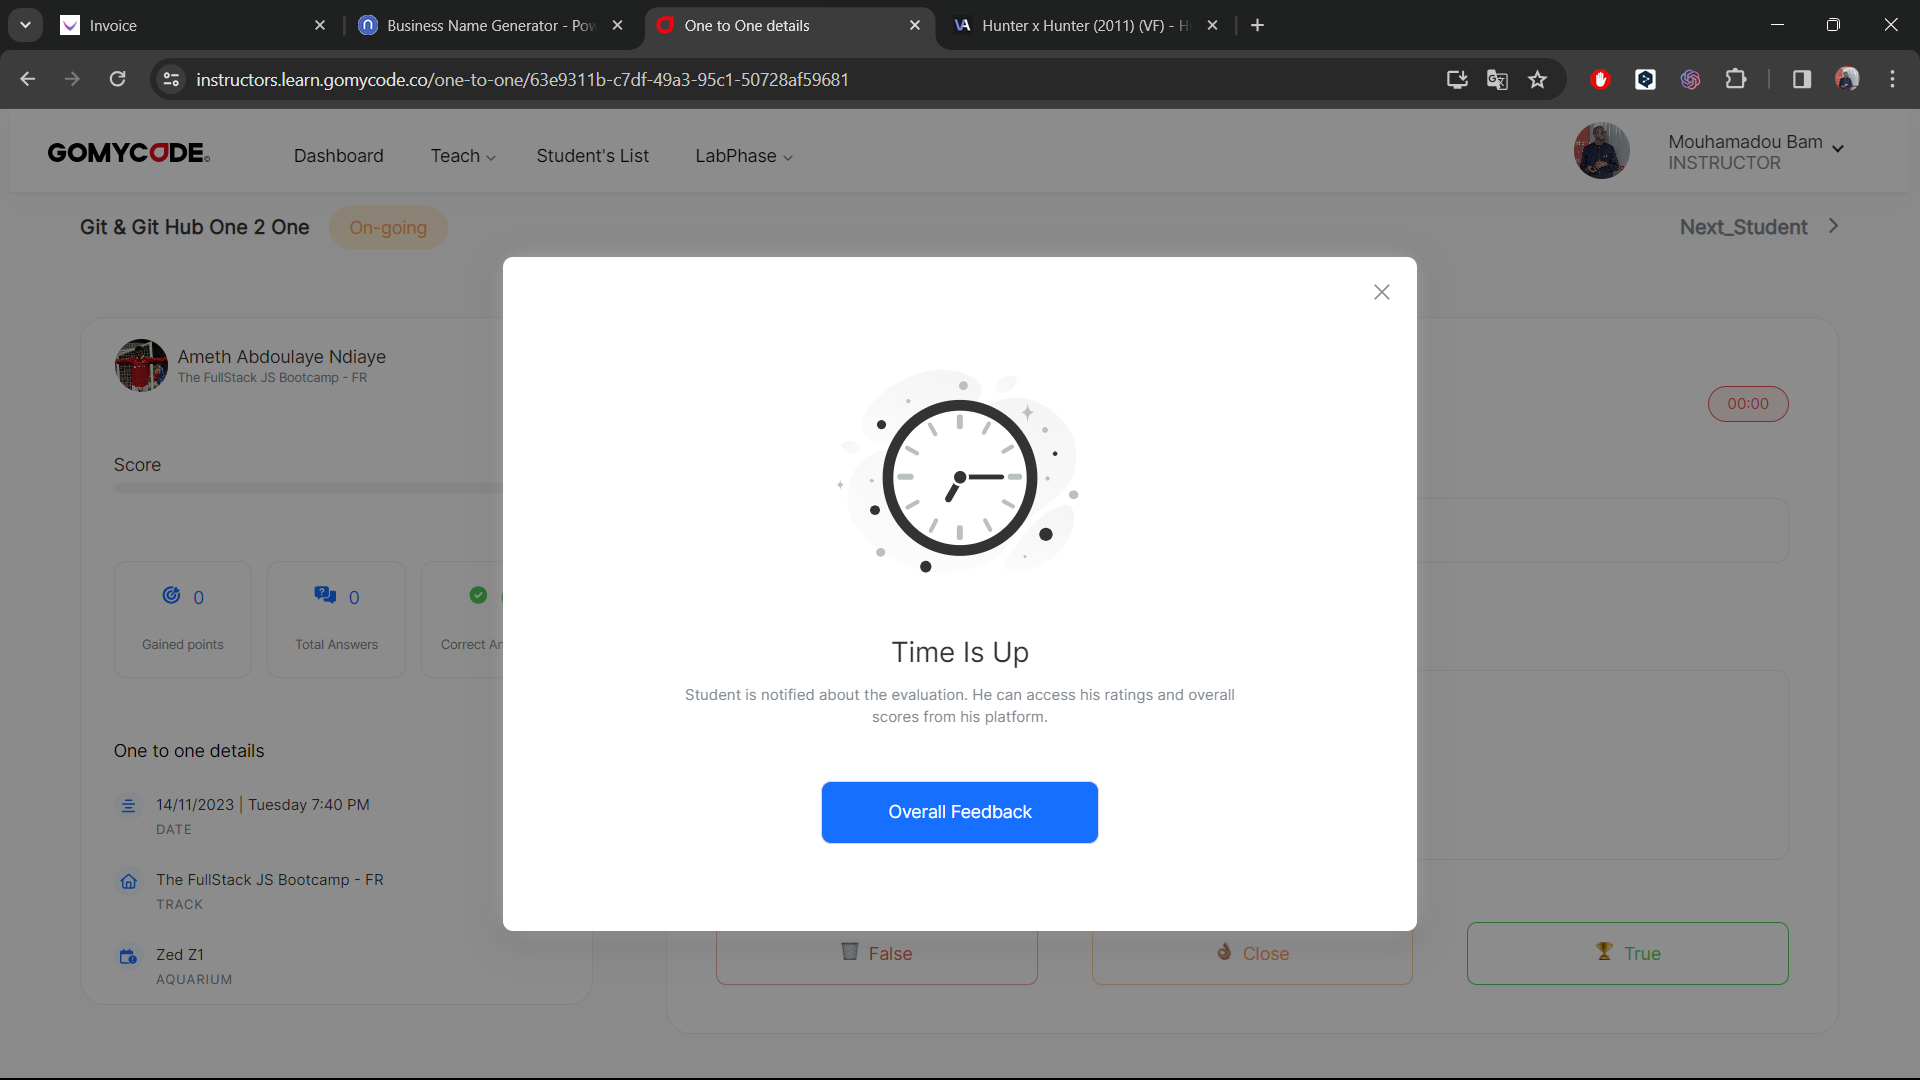 Invoice
Business Name Generator - Pow
One to One details
Hunter x Hunter (2011) (VF) - H
instructors.learn.gomycode.co/one-to-one/63e9311b-c7df-49a3-95c1-50728af59681
GOMYCODE
Dashboard
Teach
Student's List
LabPhase
Mouhamadou Bam
INSTRUCTOR
Git & Git Hub One 2 One
On-going
Next_Student
Ameth Abdoulaye Ndiaye
The FullStack JS Bootcamp - FR
00:00
Score
0
0
Gained points
Total Answers
Correct An
Time Is Up
Student is notified about the evaluation. He can access his ratings and overall
scores from his platform.
Overall Feedback
One to one details
14/11/2023 | Tuesday 7:40 PM
DATE
The FullStack JS Bootcamp - FR
TRACK
Zed Z1
AQUARIUM
False
Close
True